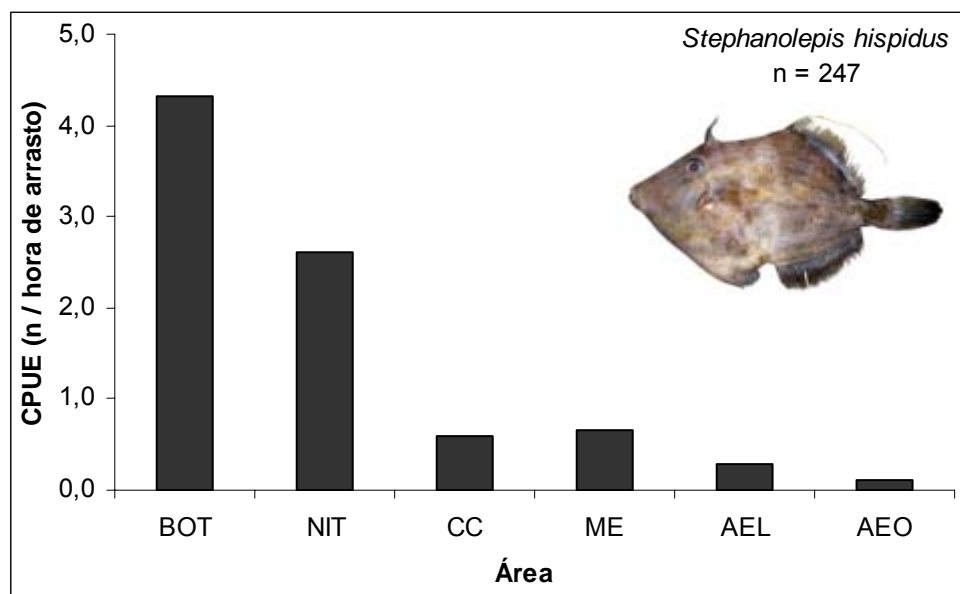 Stephanolepis hispidus
n = 247
CPUE (n / hora de arrasto)
5,0
4,0
3,0
2,0
1,0
0,0
BOT NIT CC ME AEL AEO
Área